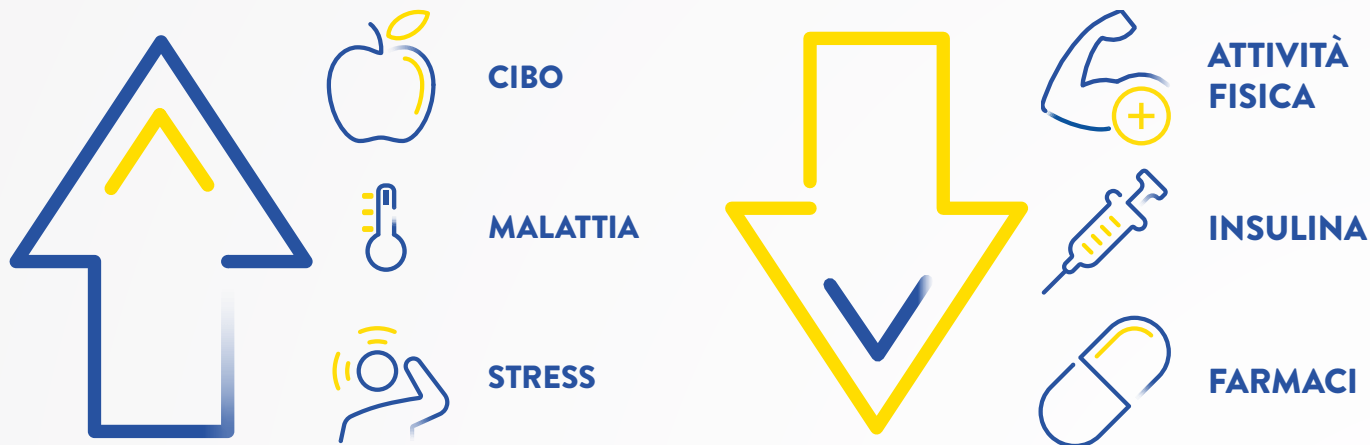 CIBO
MALATTIA
STRESS
ATTIVITÀ
FISICA
INSULINA
FARMACI